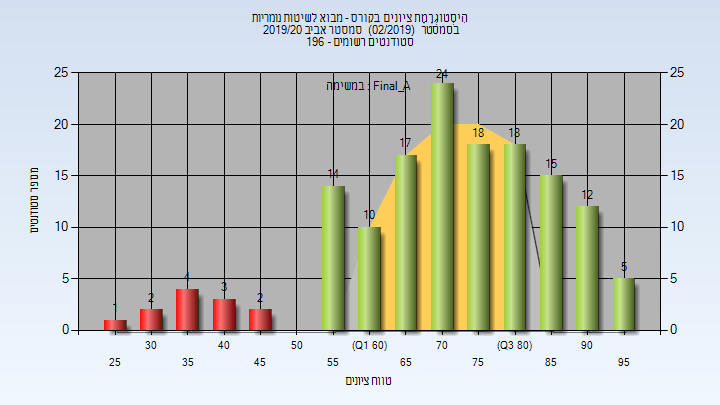 היסטוגרמת ציונים בקורס - מבוא לשיטות נומריות
בסמסטר (02/2019) סמסטר אביב 2019/20
סטודנטים רשומים - 196
במשימה : Final_A
מספר סטודנטים
25 20 15 10 5 0
25 20 15 10 5 0
1 2 4 3 2 14 10 17 24 18 18 15 12 5
30 40 (Q1 60) 70 (Q3 80) 90
25 35 45 50 55 65 75 85 95
טווח ציונים